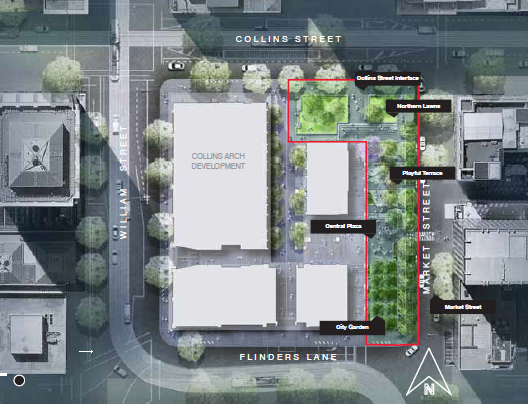 COLLINS STREET
Collins Street Interface
Northern Lawns
COLLINS ARCH
DEVELOPMENT
WILLIAM STREET
Playful Terrace
MARKET STREET
Central Plaza
Market Street
City Garden
FLINDERS LANE
N